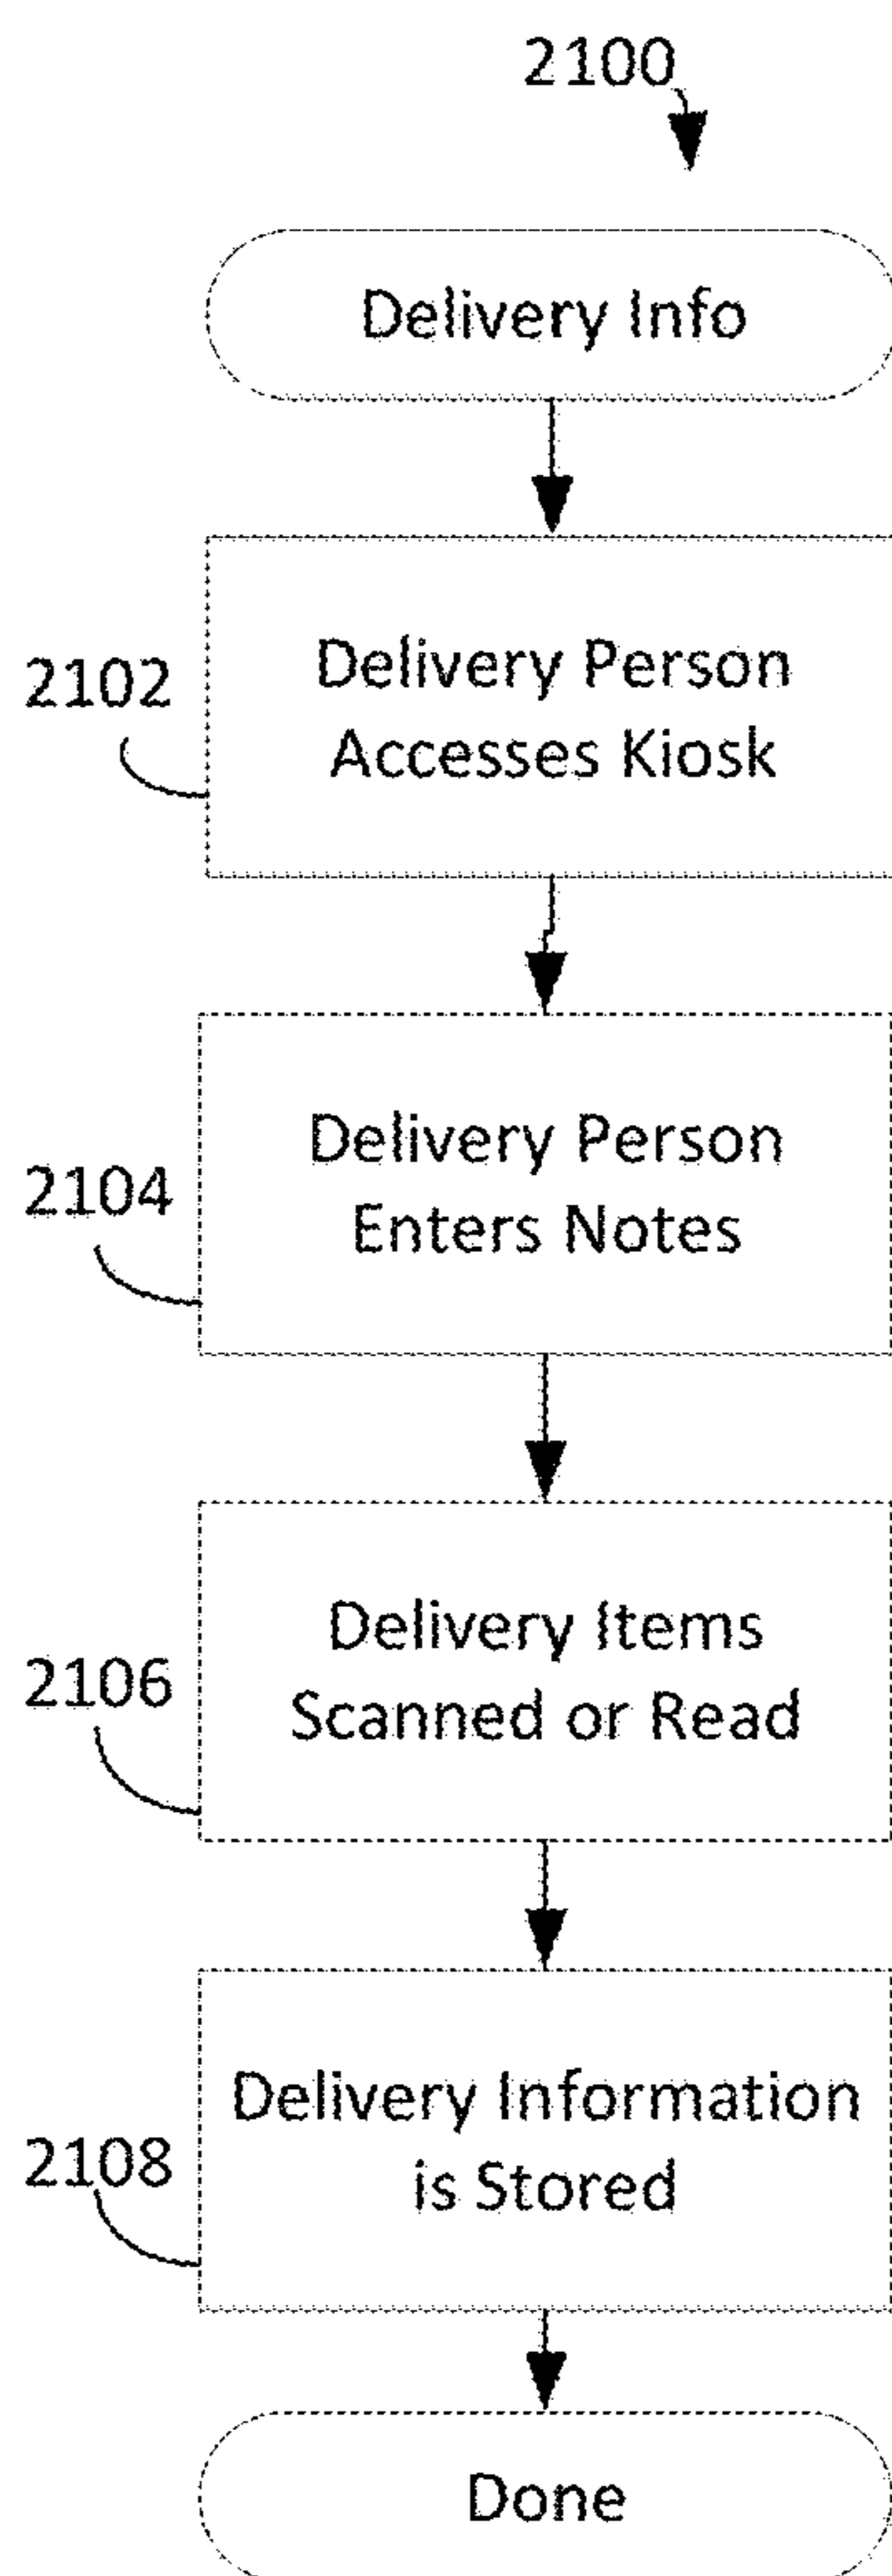 2100
Delivery Info
2102
Delivery Person
Accesses Kiosk
2104
Delivery Person
Enters Notes
2106
Delivery Items
Scanned or Read
2108
Delivery Information
is Stored
Done